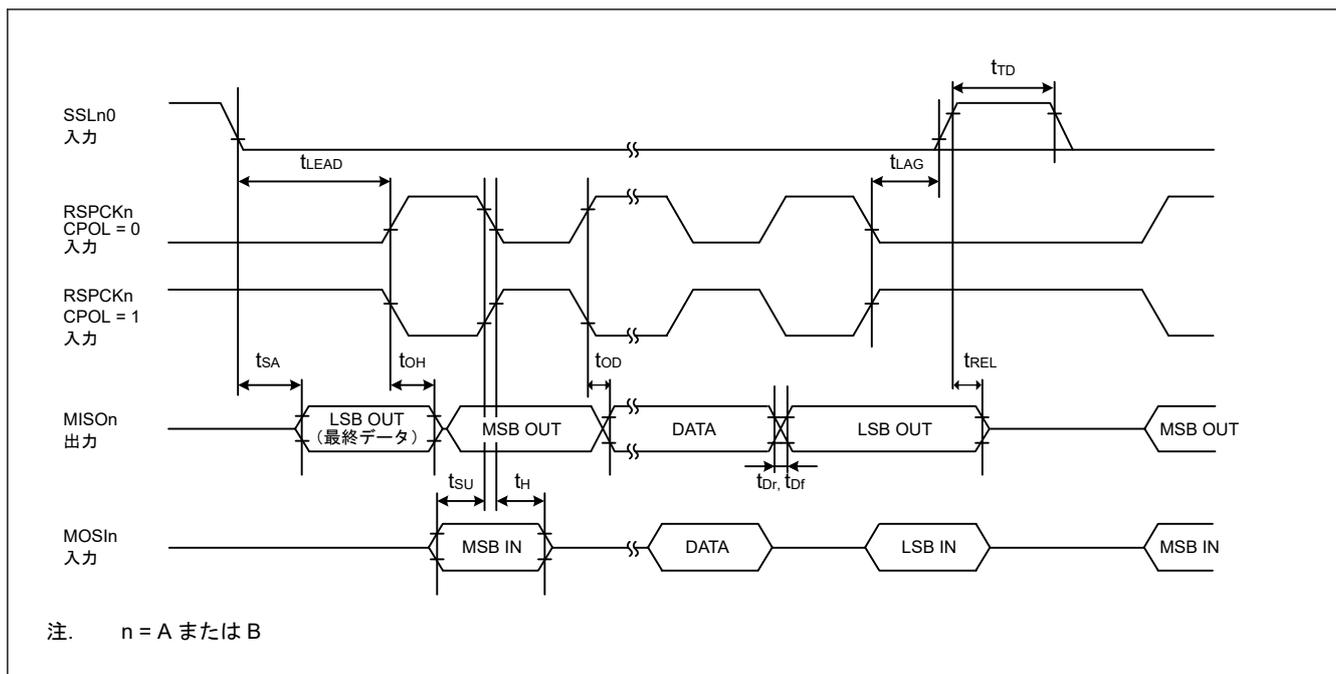 tTD
SSLn0
入力
tLEAD
tLAG
RSPCKn
CPOL = 0
入力
RSPCKn
CPOL = 1
入力
tSA
tOH
tOD
tREL
MISOn
出力
LSB OUT
（最終データ）
MSB OUT
DATA
LSB OUT
MSB OUT
tSU
tH
tDr, tDf
MOSIn
入力
MSB IN
DATA
LSB IN
MSB IN
注. n = A または B